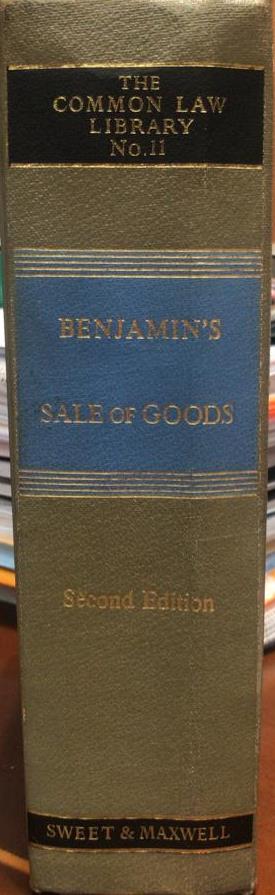 THE
COMMON LAW
LIBRARY
No.11
BENJAMIN'S
SALE OF GOODS
Second Edition
SWEET & MAXWELL